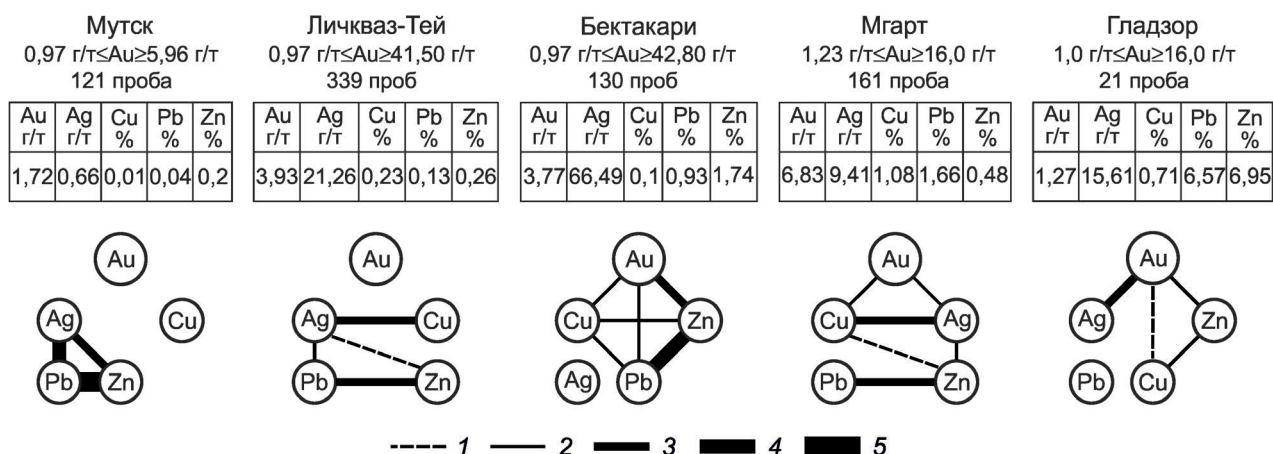 Мутск
0,97 г/т≤Au≥5,96 г/т
121 проба
Au г/т Ag г/т Cu % Pb % Zn %
1,72 0,66 0,01 0,04 0,2
Au
Ag Cu
Pb Zn
Личкваз-Тей
0,97 г/т≤Au≥41,50 г/т
339 проб
Au г/т Ag г/т Cu % Pb % Zn %
3,93 21,26 0,23 0,13 0,26
Au
Ag Cu
Pb Zn
Бектакари
0,97 г/т≤Au≥42,80 г/т
130 проб
Au г/т Ag г/т Cu % Pb % Zn %
3,77 66,49 0,1 0,93 1,74
Au
Cu Zn
Ag Pb
Мгарт
1,23 г/т≤Au≥16,0 г/т
161 проба
Au г/т Ag г/т Cu % Pb % Zn %
6,83 9,41 1,08 1,66 0,48
Au
Cu Ag
Pb Zn
Гладзор
1,0 г/т≤Au≥16,0 г/т
21 проба
Au г/т Ag г/т Cu % Pb % Zn %
1,27 15,61 0,71 6,57 6,95
Au
Ag Zn
Pb Cu
1 2 3 4 5